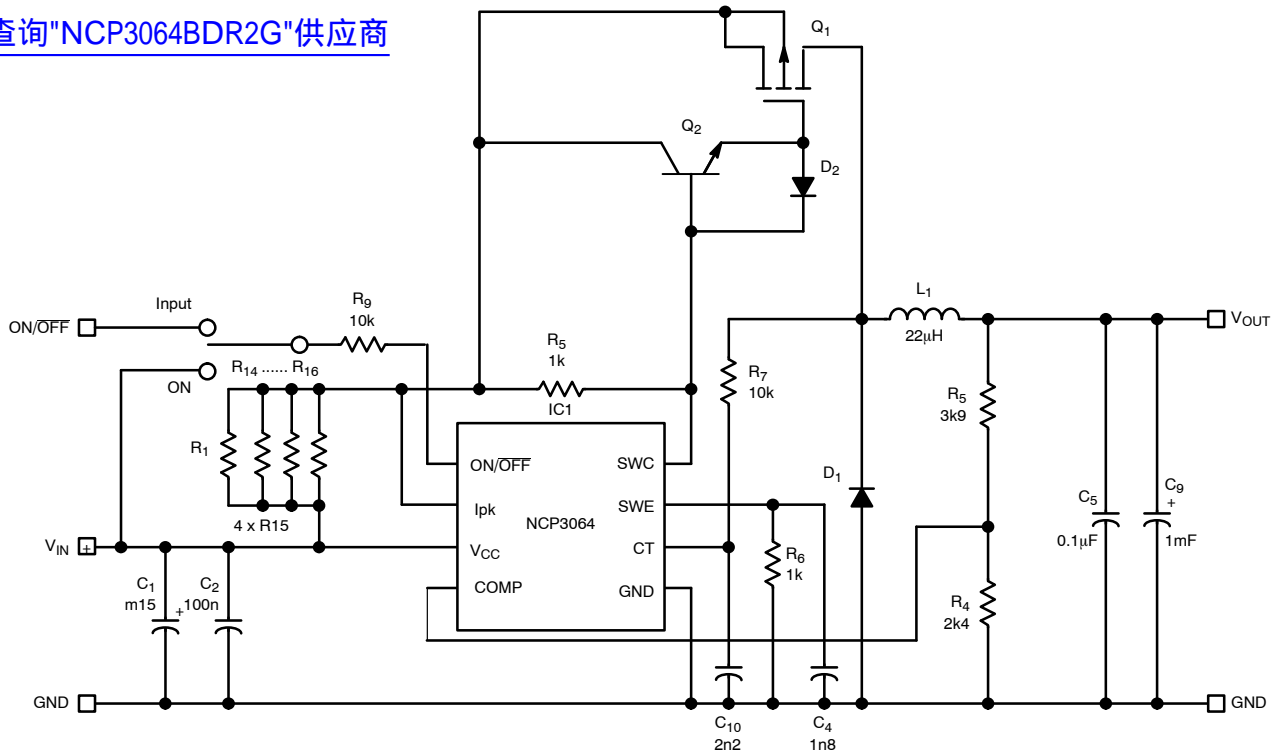 查询"NCP3064BDR2G"供应商
Q1
Q2
D2
Input
ON/OFF
R9
10k
R14 ...... R16
ON
R5
1k
IC1
L1
22μH
VOUT
R7
10k
R5
3k9
R1
4 x R15
ON/OFF
Ipk
VCC
COMP
NCP3064
SWC
SWE
CT
GND
D1
C5
0.1μF
C9
+
1mF
VIN
+
C1
m15
+
C2
100n
R6
1k
R4
2k4
GND
GND
C10
2n2
C4
1n8